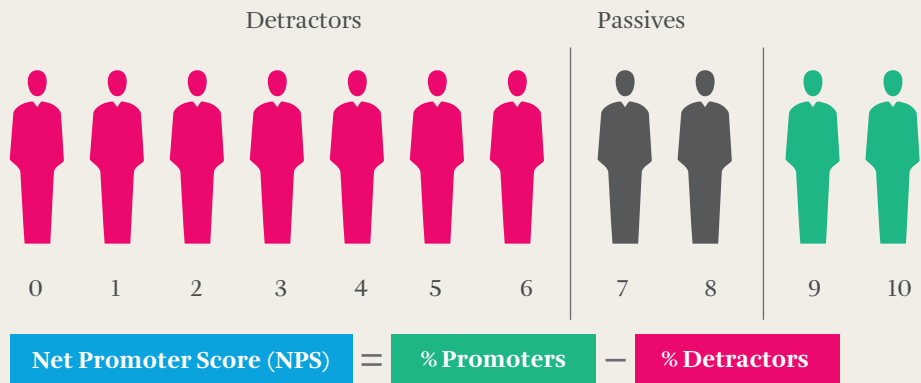 Detractors Passives
0 1 2 3 4 5 6 7 8 9 10
Net Promoter Score (NPS) = % Promoters – % Detractors